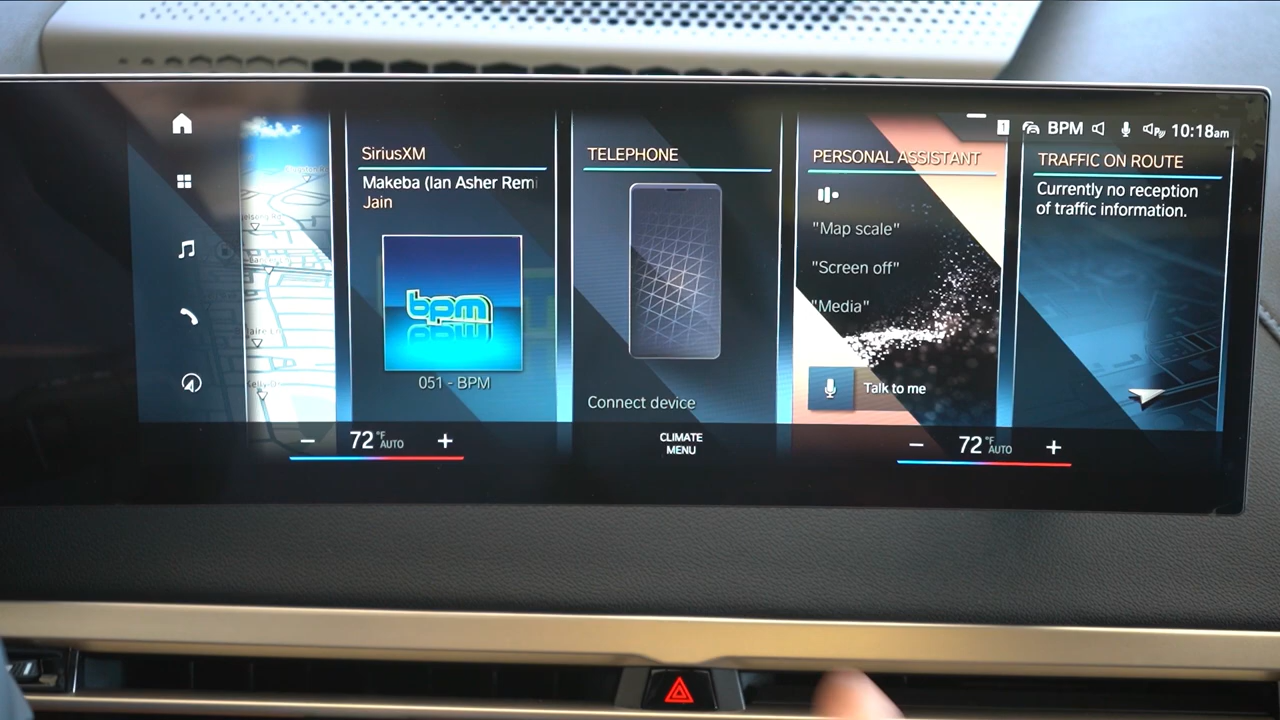 1 BPM 10:18am
SiriusXM
Makeba (Ian Asher Remi
Jain
bpm
051 - BPM
TELEPHONE
Connect device
PERSONAL ASSISTANT
"Map scale"
"Screen off"
"Media"
Talk to me
TRAFFIC ON ROUTE
Currently no reception
of traffic information.
72 °F
AUTO
CLIMATE
MENU
72 °F
AUTO